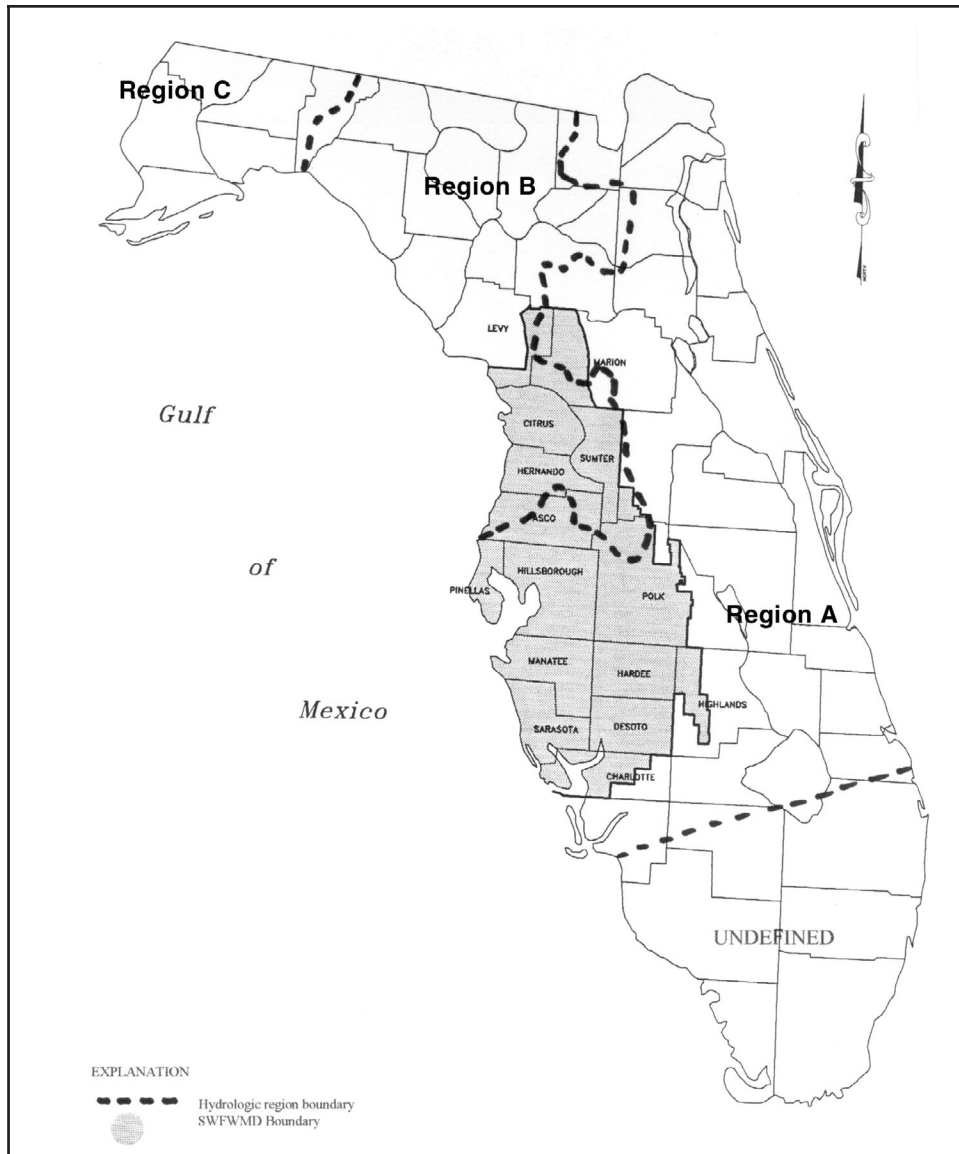 Region C
Region B
NORTH
LEVY
MARION
Gulf
CITRUS
SUMTER
HERNANDO
ASCO
of
HILLSBOROUGH
PINELLAS
POLK
Region A
MANATEE
HARDEE
Mexico
HIGHLANDS
SARASOTA
DESOTO
CHARLOTTE
UNDEFINED
EXPLANATION
Hydrologic region boundary
SWFWMD Boundary